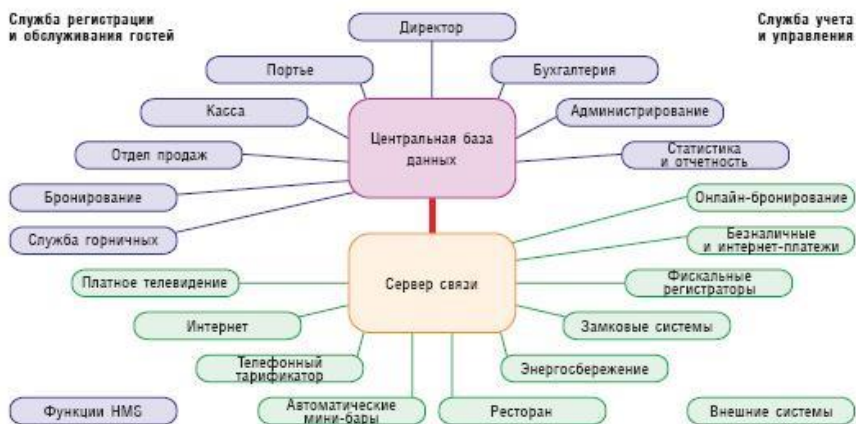 Служба регистрации
и обслуживания гостей
Служба учета
и управления
Директор
Портье
Бухгалтерия
Касса
Администрирование
Центральная база
данных
Отдел продаж
Статистика
и отчетность
Бронирование
Онлайн-бронирование
Служба горничных
Безналичные
и интернет-платежи
Платное телевидение
Сервер связи
Фискальные
регистраторы
Интернет
Замковые системы
Телефонный
тарификатор
Энергосбережение
Функции HMS
Автоматические
мини-бары
Ресторан
Внешние системы